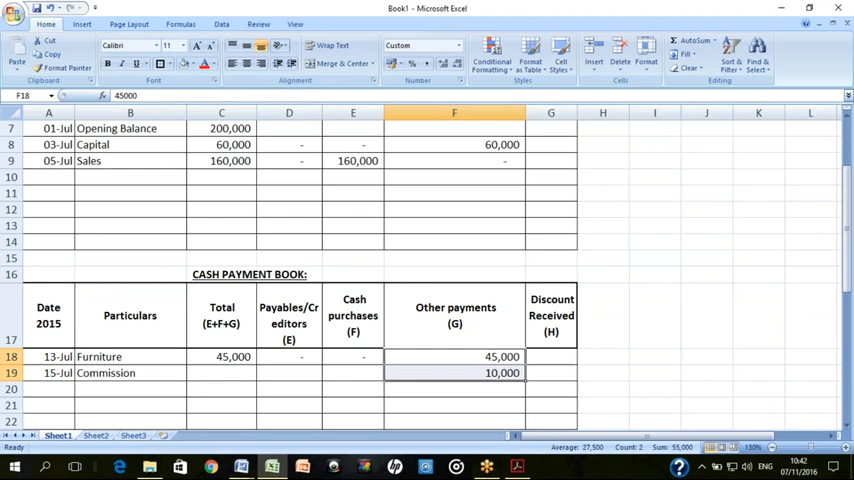 Book1 - Microsoft Excel
Home Insert Page Layout Formulas Data Review View
Paste
Cut
Copy
Format Painter
Clipboard
Calibri 11
Font
Wrap Text
Merge & Center
Alignment
Custom
Number
Conditional Formatting
Format as Table
Cell Styles
Styles
Insert Delete Format
Cells
AutoSum
Fill
Clear
Sort & Filter
Find & Select
Editing
F18 fx 45000
A B C D E F G H I J K L
7 01-Jul Opening Balance 200,000
8 03-Jul Capital 60,000 - - 60,000
9 05-Jul Sales 160,000 - 160,000 -
10
11
12
13
14
15
16 CASH PAYMENT BOOK:
17 Date 2015 Particulars Total (E+F+G) Payables/Creditors (E) Cash purchases (F) Other payments (G) Discount Received (H)
18 13-Jul Furniture 45,000 - - 45,000
19 15-Jul Commission 10,000
20
21
22
Sheet1 Sheet2 Sheet3
Ready Average: 27,500 Count: 2 Sum: 55,000 130%
ENG
10:42
07/11/2016